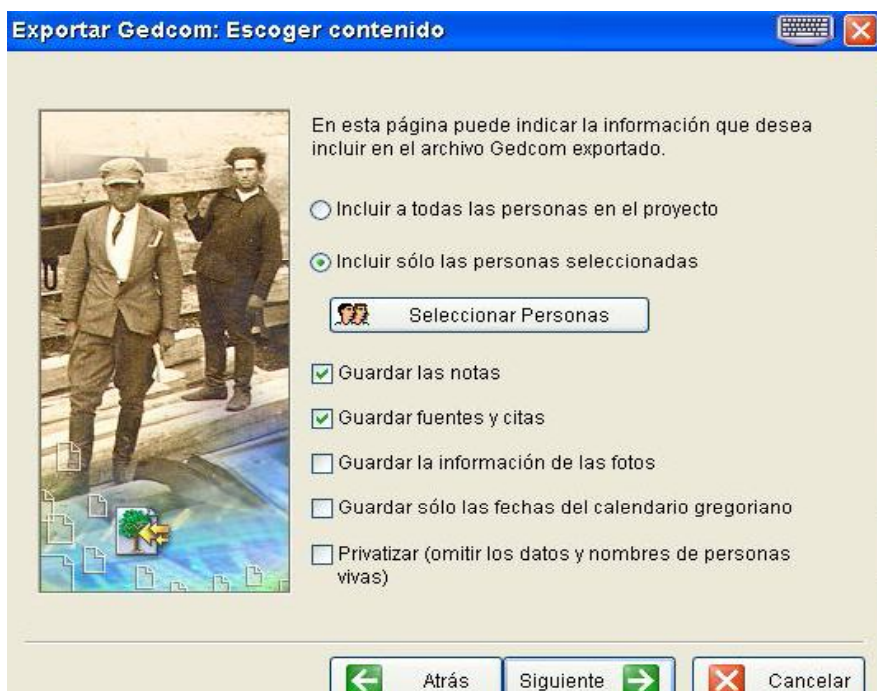 Exportar Gedcom: Escoger contenido
En esta página puede indicar la información que desea
incluir en el archivo Gedcom exportado.
Incluir a todas las personas en el proyecto
Incluir sólo las personas seleccionadas
Seleccionar Personas
Guardar las notas
Guardar fuentes y citas
Guardar la información de las fotos
Guardar sólo las fechas del calendario gregoriano
Privatizar (omitir los datos y nombres de personas
vivas)
Atrás Siguiente Cancelar